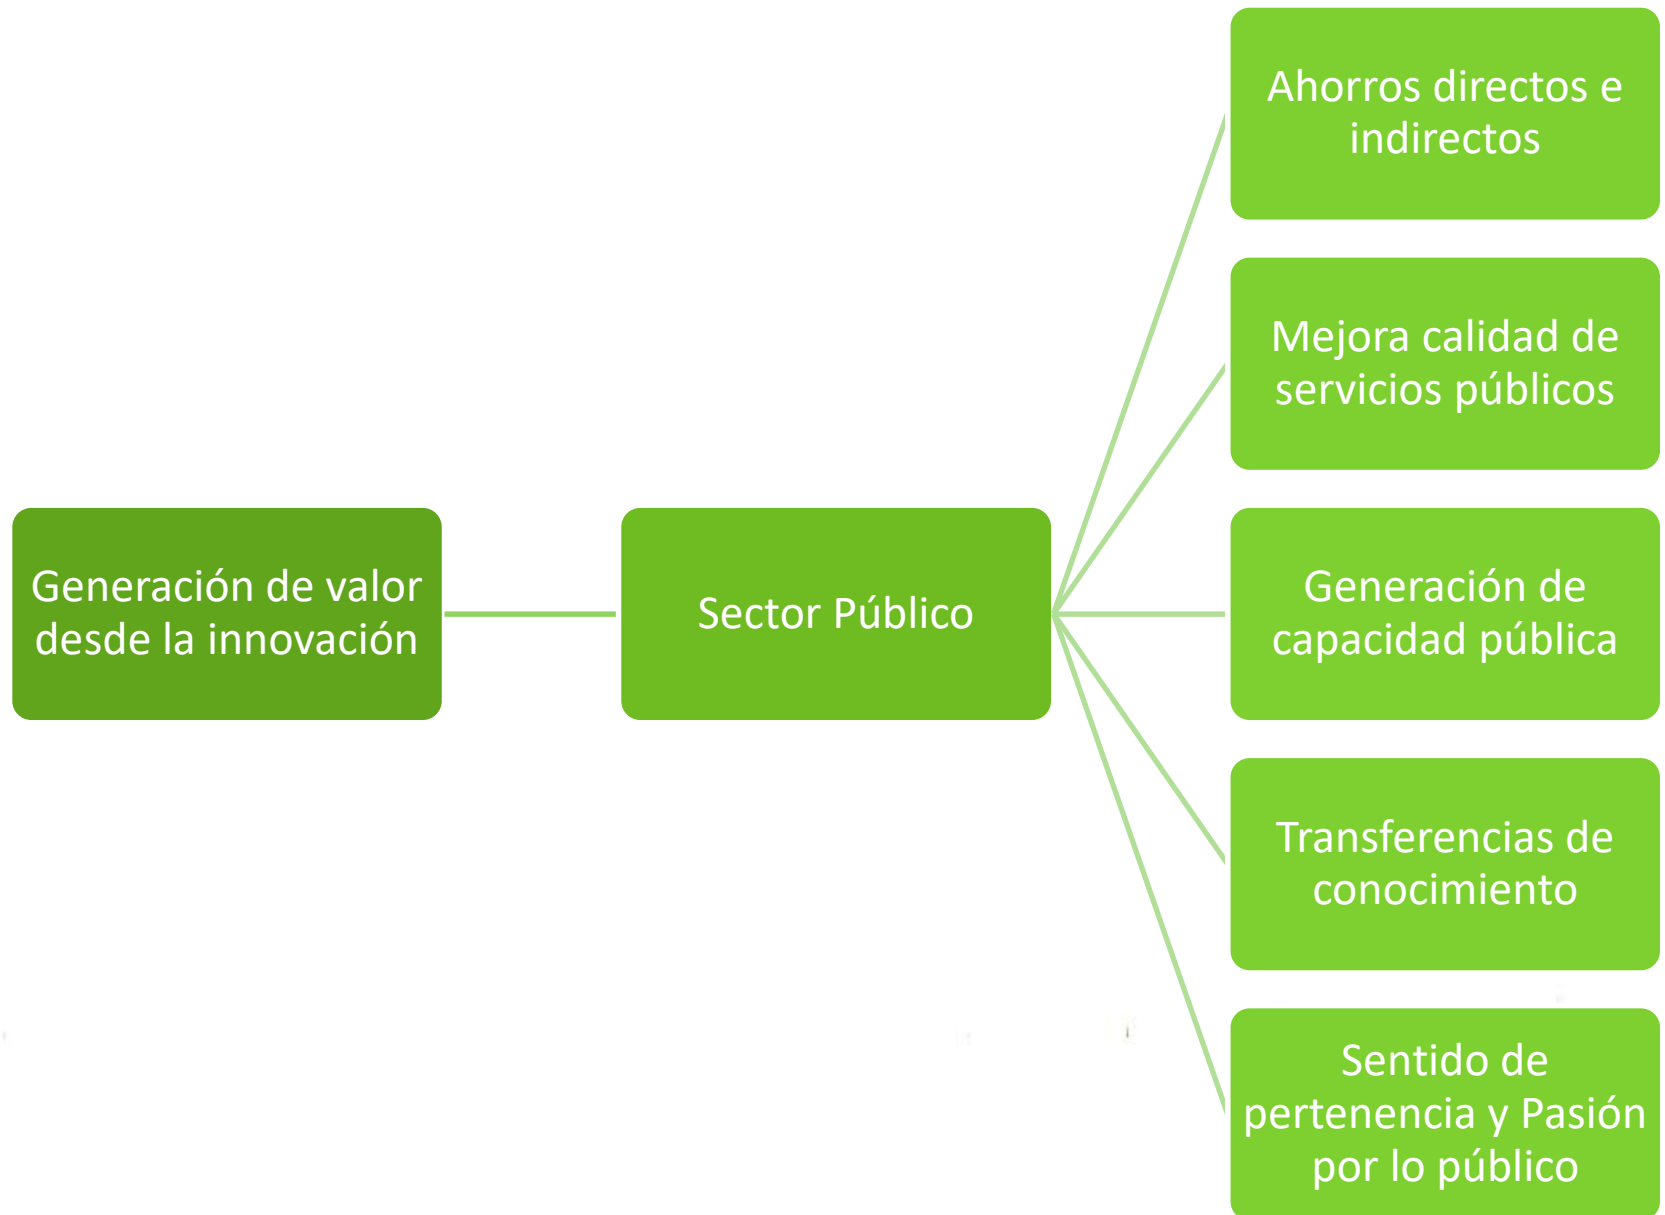 Generación de valor
desde la innovación
Sector Público
Ahorros directos e
indirectos
Mejora calidad de
servicios públicos
Generación de
capacidad pública
Transferencias de
conocimiento
Sentido de
pertenencia y Pasión
por lo público